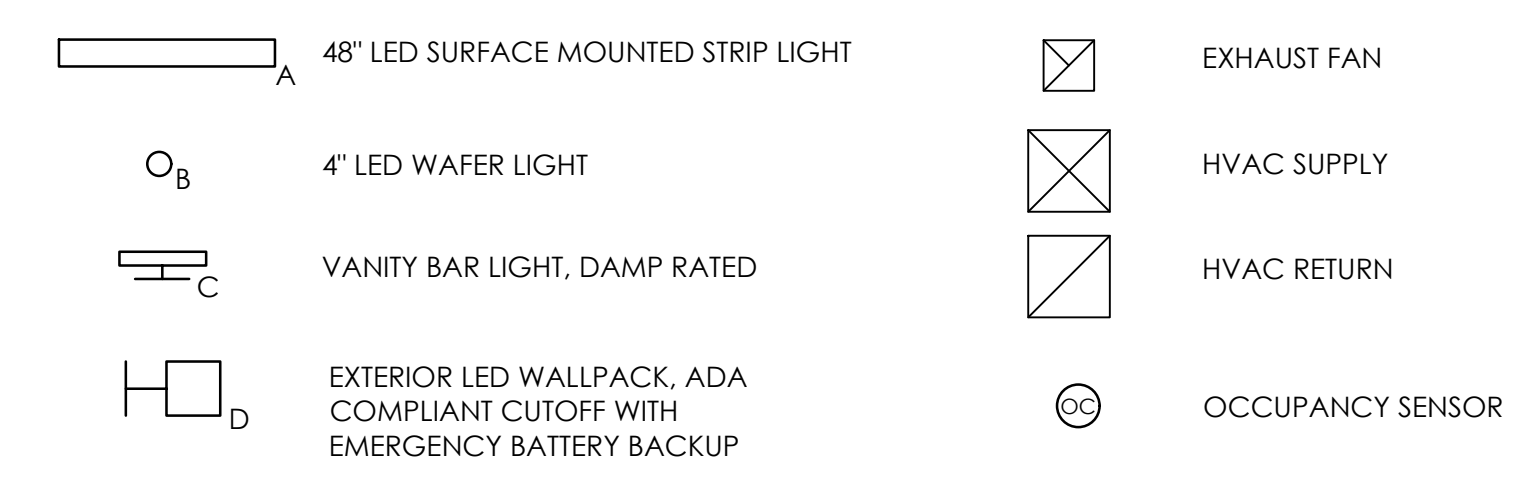 A 48" LED SURFACE MOUNTED STRIP LIGHT
B 4" LED WAFER LIGHT
C VANITY BAR LIGHT, DAMP RATED
D EXTERIOR LED WALLPACK, ADA
COMPLIANT CUTOFF WITH
EMERGENCY BATTERY BACKUP
EXHAUST FAN
HVAC SUPPLY
HVAC RETURN
OC OCCUPANCY SENSOR